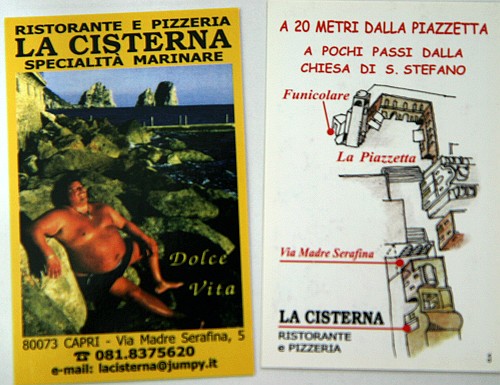 RISTORANTE E PIZZERIA
LA CISTERNA
SPECIALITÀ MARINARE
Dolce
Vita
80073 CAPRI - Via Madre Serafina, 5
☎ 081.8375620
e-mail: lacisterna@jumpy.it
A 20 METRI DALLA PIAZZETTA
A POCHI PASSI DALLA
CHIESA DI S. STEFANO
Funicolare
La Piazzetta
Via Madre Serafina
LA CISTERNA
RISTORANTE
e PIZZERIA